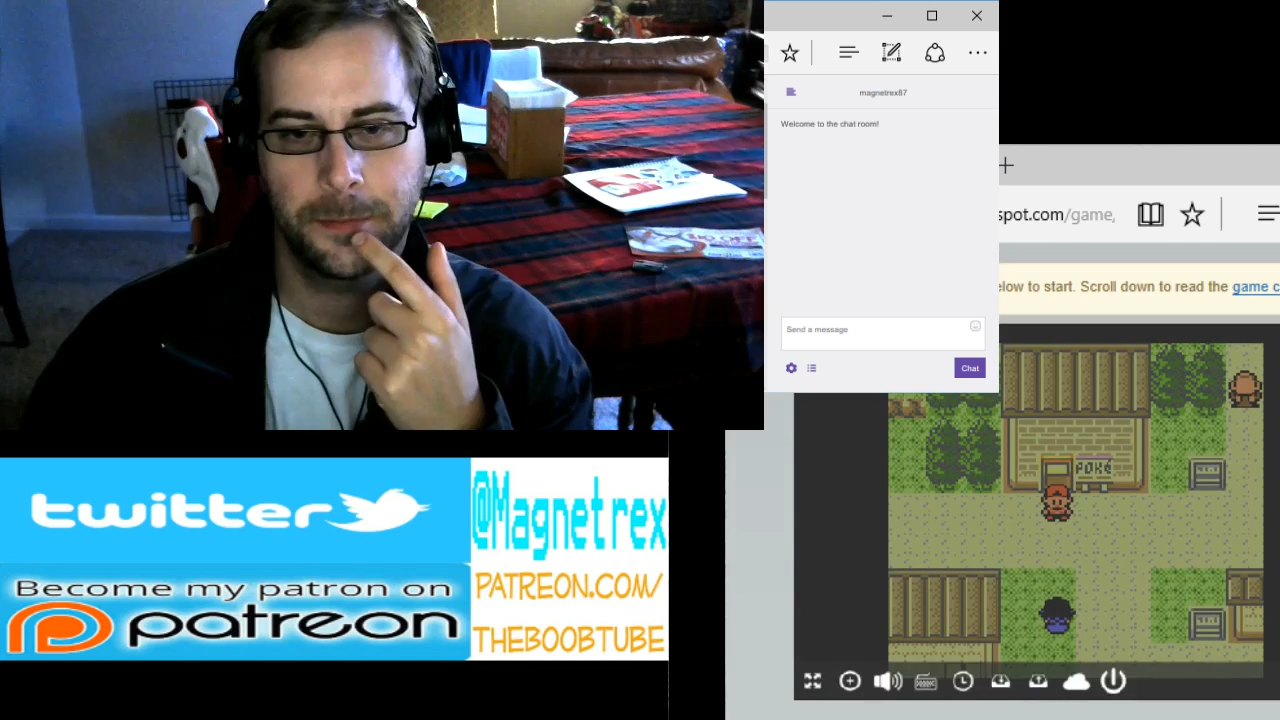 magnetrex87
Welcome to the chat room!
Send a message
Chat
spot.com/game,
elow to start. Scroll down to read the game c
POKé
twitter
@Magnetrex
Become my patron on
patreon
PATREON.COM/
THEBOOBTUBE